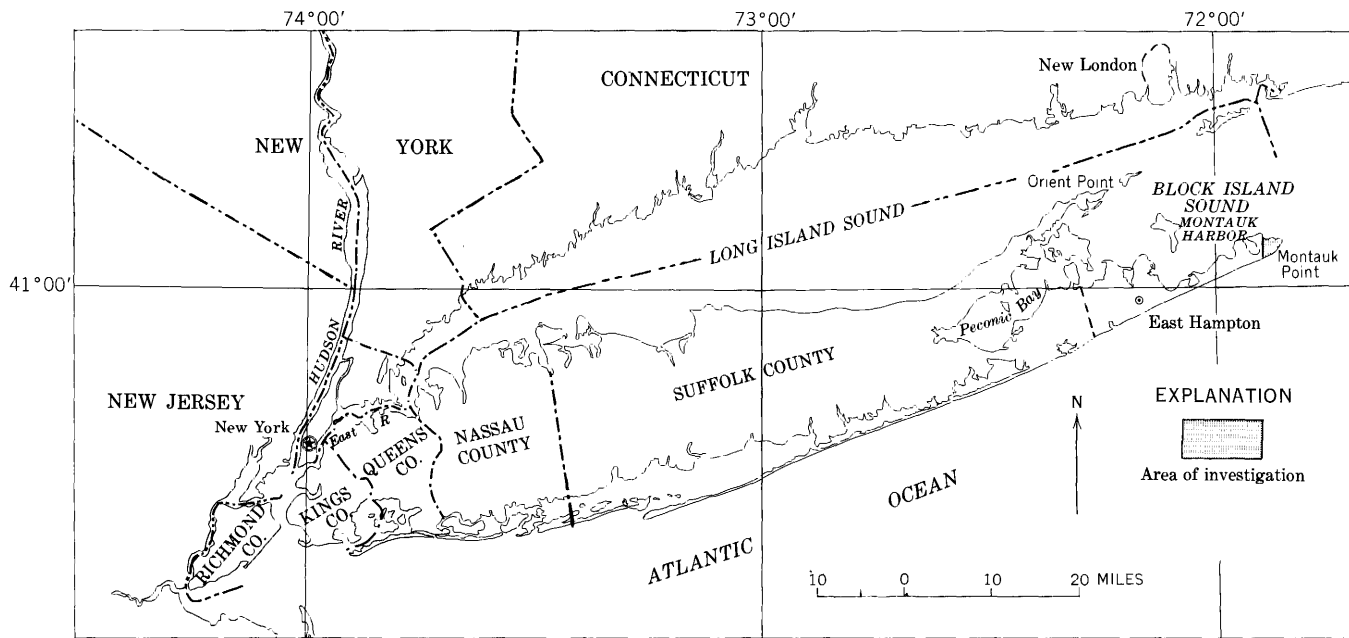 74°00'
73°00'
72°00'
New London
CONNECTICUT
NEW YORK
Orient Point
BLOCK ISLAND
SOUND
MONTAUK
HARBOR
RIVER
LONG ISLAND SOUND
Montauk
Point
41°00'
Peconic Bay
East Hampton
HUDSON
SUFFOLK COUNTY
NEW JERSEY
New York
East R
QUEENS
CO.
NASSAU
COUNTY
KINGS
CO.
RICHMOND
CO.
N
EXPLANATION
Area of investigation
ATLANTIC
OCEAN
10 0 10 20 MILES